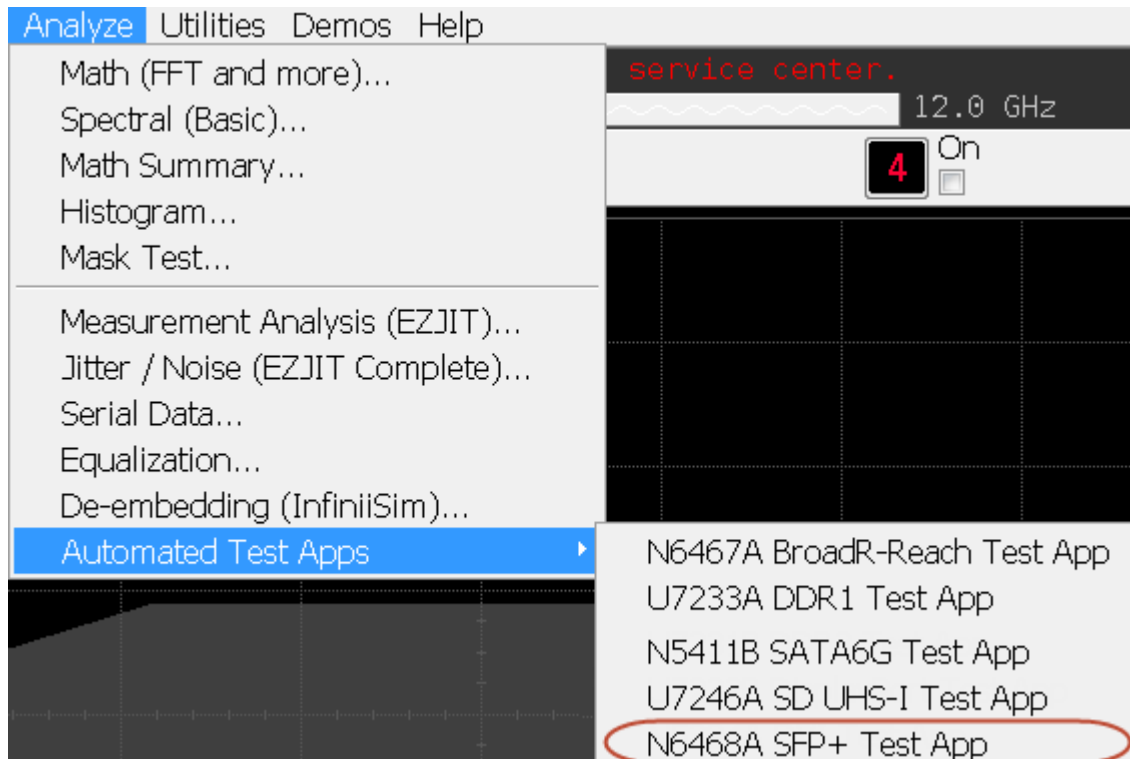 Analyze Utilities Demos Help
Math (FFT and more)...
Spectral (Basic)...
Math Summary...
Histogram...
Mask Test...
Measurement Analysis (EZJIT)...
Jitter / Noise (EZJIT Complete)...
Serial Data...
Equalization...
De-embedding (InfiniiSim)...
Automated Test Apps
service center.
12.0 GHz
4 On
N6467A BroadR-Reach Test App
U7233A DDR1 Test App
N5411B SATA6G Test App
U7246A SD UHS-I Test App
N6468A SFP+ Test App